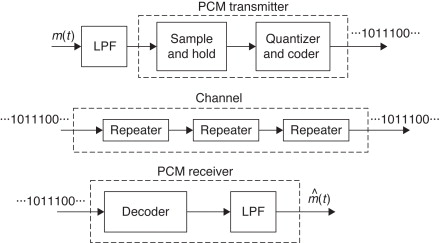 PCM transmitter
m(t)
LPF
Sample
and hold
Quantizer
and coder
···1011100···
Channel
···1011100···
Repeater
Repeater
Repeater
···1011100···
PCM receiver
···1011100···
Decoder
LPF
m̂(t)